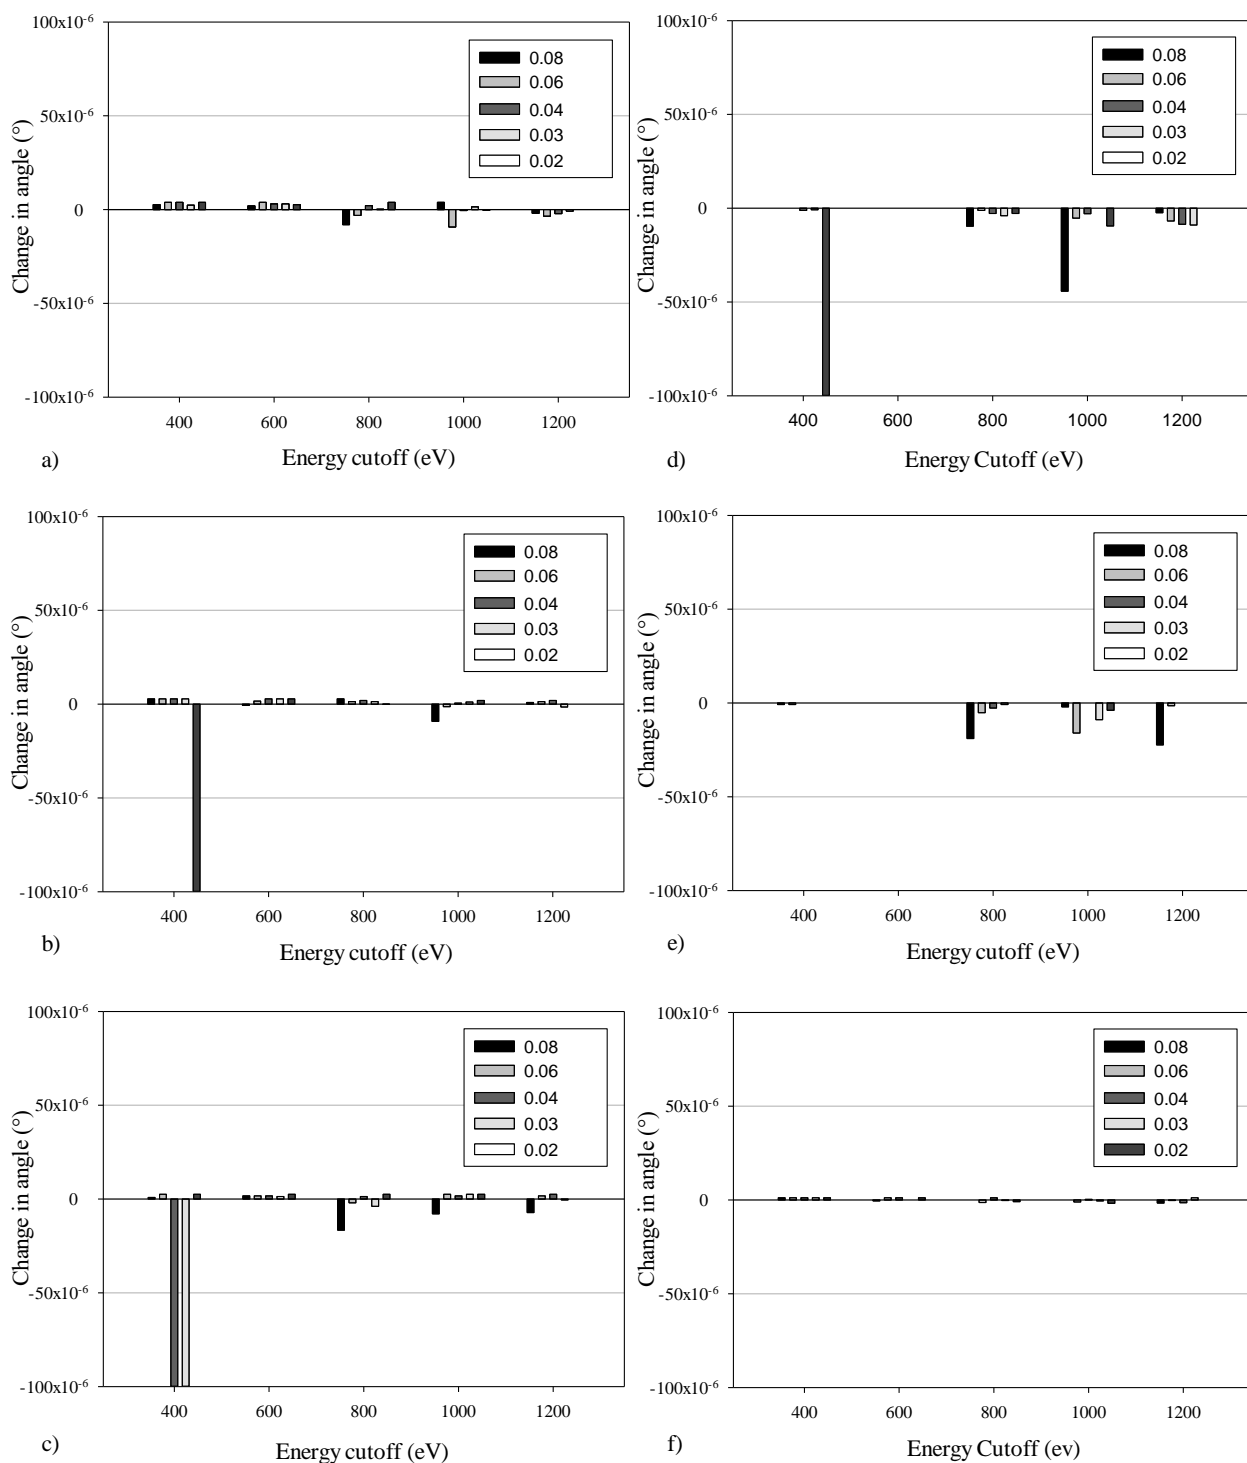 100x10-6
50x10-6
0
-50x10-6
-100x10-6
Change in angle (°)
0.08
0.06
0.04
0.03
0.02
400 600 800 1000 1200
Energy cutoff (eV)
a)
100x10-6
50x10-6
0
-50x10-6
-100x10-6
Change in angle (°)
0.08
0.06
0.04
0.03
0.02
400 600 800 1000 1200
Energy Cutoff (eV)
d)
100x10-6
50x10-6
0
-50x10-6
-100x10-6
Change in angle (°)
0.08
0.06
0.04
0.03
0.02
400 600 800 1000 1200
Energy cutoff (eV)
b)
100x10-6
50x10-6
0
-50x10-6
-100x10-6
Change in angle (°)
0.08
0.06
0.04
0.03
0.02
400 600 800 1000 1200
Energy cutoff (eV)
e)
100x10-6
50x10-6
0
-50x10-6
-100x10-6
Change in angle (°)
0.08
0.06
0.04
0.03
0.02
400 600 800 1000 1200
Energy cutoff (eV)
c)
100x10-6
50x10-6
0
-50x10-6
-100x10-6
Change in angle (°)
0.08
0.06
0.04
0.03
0.02
400 600 800 1000 1200
Energy Cutoff (ev)
f)